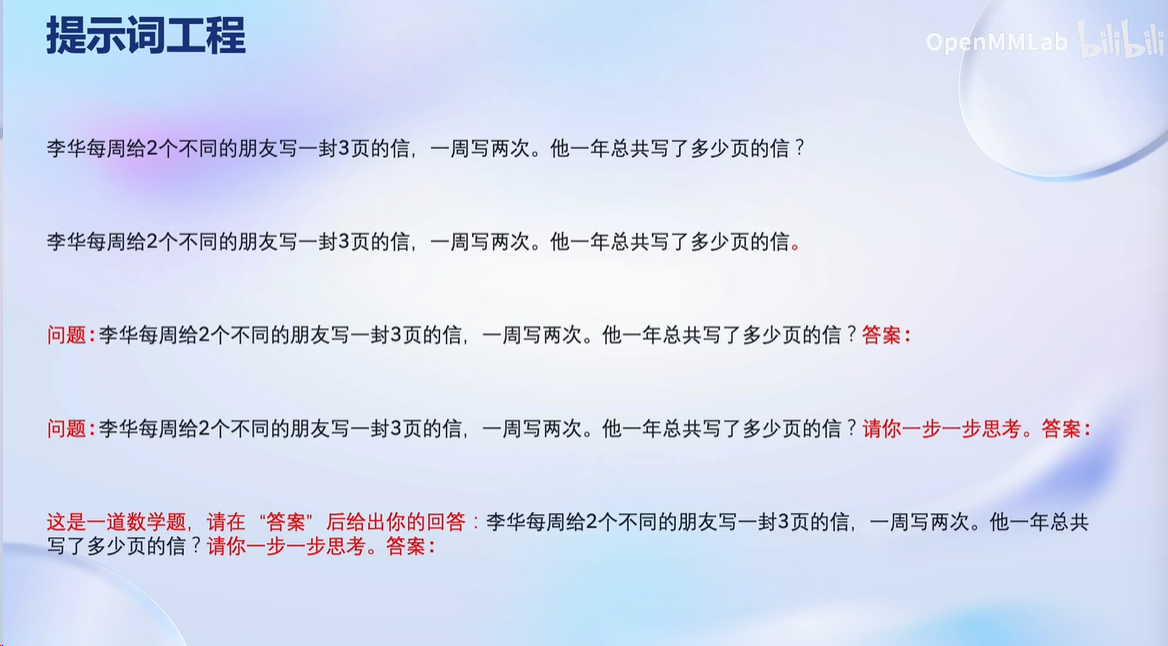 提示词工程
OpenMMLab bilibili
李华每周给2个不同的朋友写一封3页的信，一周写两次。他一年总共写了多少页的信？
李华每周给2个不同的朋友写一封3页的信，一周写两次。他一年总共写了多少页的信。
问题：李华每周给2个不同的朋友写一封3页的信，一周写两次。他一年总共写了多少页的信？答案：
问题：李华每周给2个不同的朋友写一封3页的信，一周写两次。他一年总共写了多少页的信？请你一步一步思考。答案：
这是一道数学题，请在“答案”后给出你的回答：李华每周给2个不同的朋友写一封3页的信，一周写两次。他一年总共
写了多少页的信？请你一步一步思考。答案：